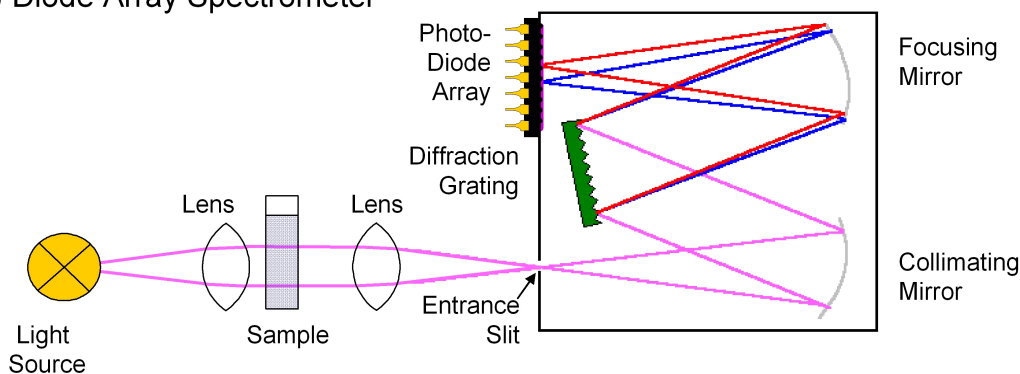 Diode Array Spectrometer
Photo-
Diode
Array
Focusing
Mirror
Diffraction
Grating
Lens
Lens
Collimating
Mirror
Entrance
Slit
Light
Source
Sample